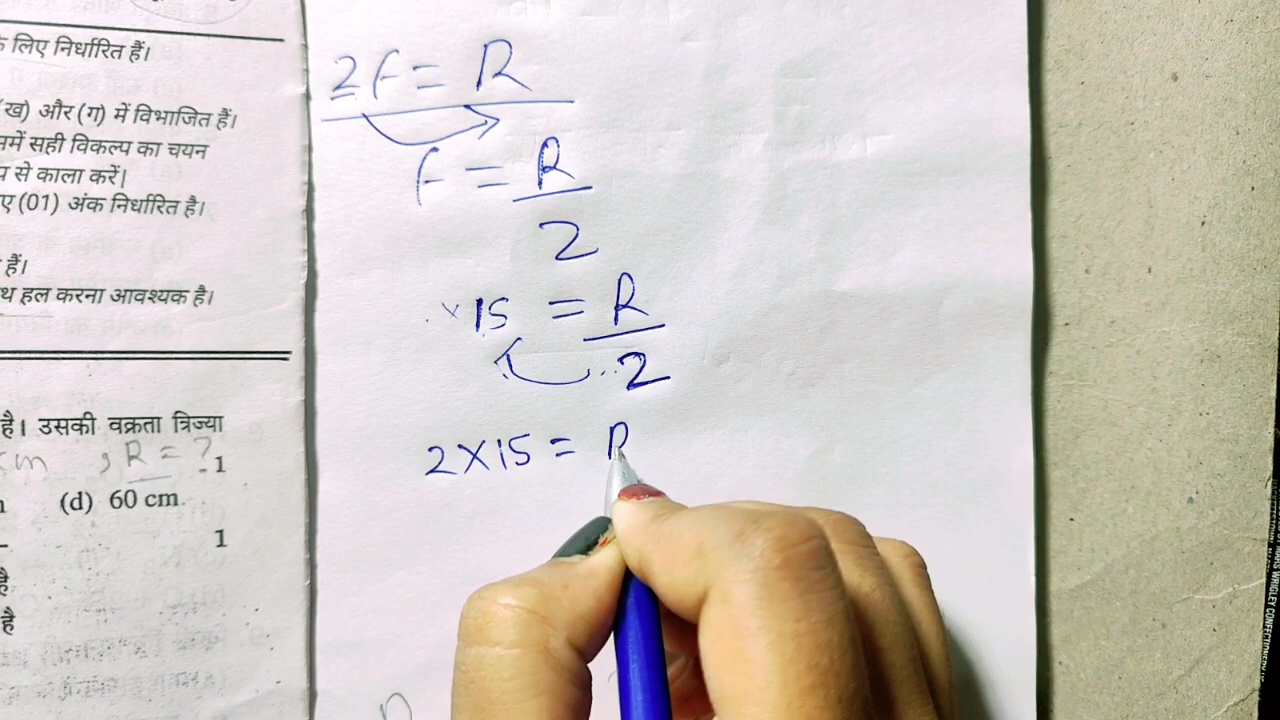 के लिए निर्धारित हैं।
(ख) और (ग) में विभाजित हैं।
में सही विकल्प का चयन
से काला करें|
(01) अंक निर्धारित है।
हैं।
हल करना आवश्यक है।
है। उसकी वक्रता त्रिज्या
cm , R = ?
1
(d) 60 cm.
1
है
है
2F = R
F = R
2
×15 = R
2
2×15 = R